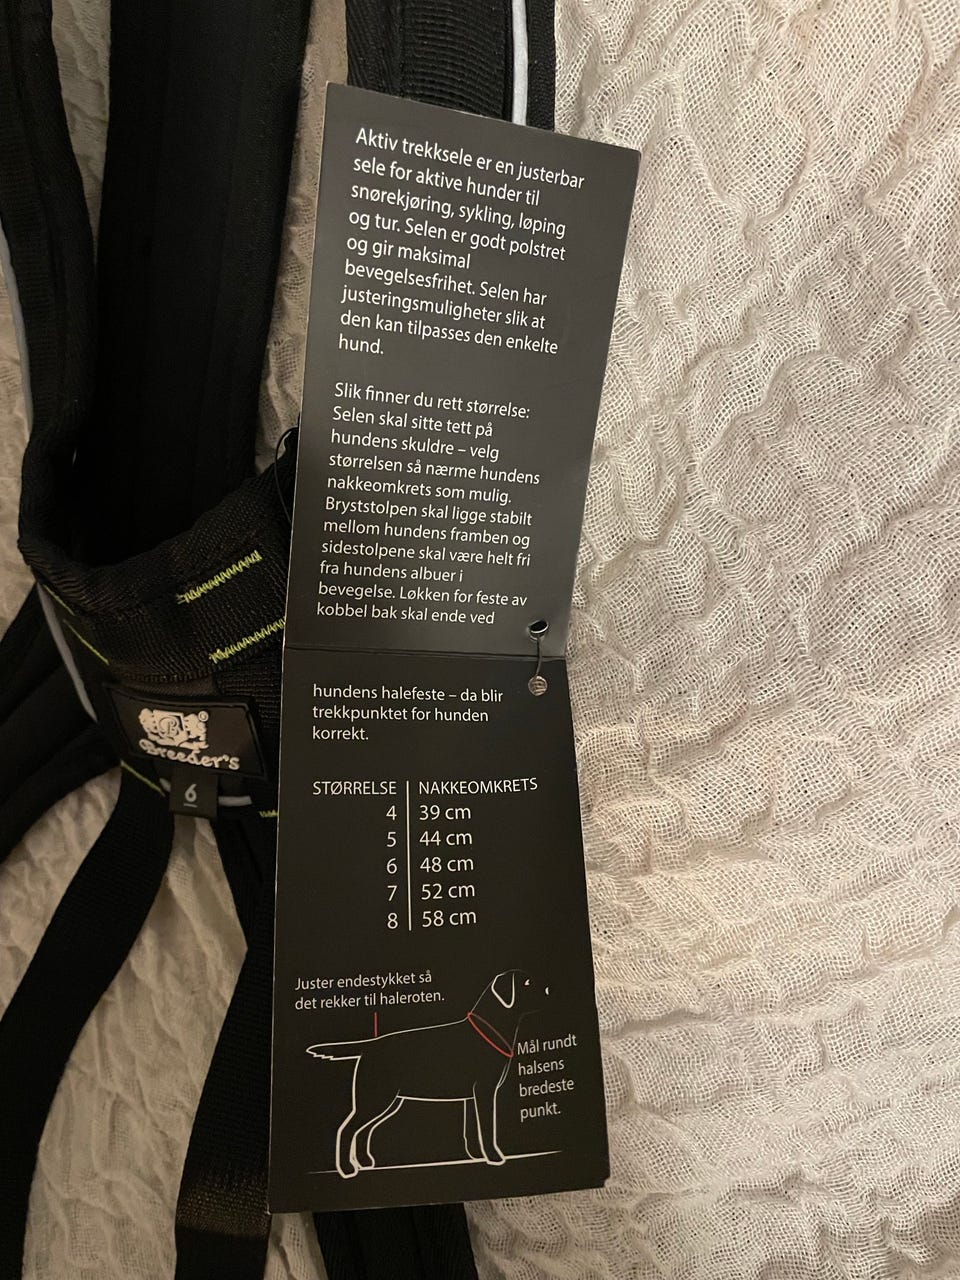 Aktiv trekksele er en justerbar
sele for aktive hunder til
snørekjøring, sykling, løping
og tur. Selen er godt polstret
og gir maksimal
bevegelsesfrihet. Selen har
justeringsmuligheter slik at
den kan tilpasses den enkelte
hund.
Slik finner du rett størrelse:
Selen skal sitte tett på
hundens skuldre – velg
størrelsen så nærme hundens
nakkeomkrets som mulig.
Bryststolpen skal ligge stabilt
mellom hundens framben og
sidestolpene skal være helt fri
fra hundens albuer i
bevegelse. Løkken for feste av
kobbel bak skal ende ved
hundens halefeste – da blir
trekkpunktet for hunden
korrekt.
STØRRELSE NAKKEOMKRETS
4 39 cm
5 44 cm
6 48 cm
7 52 cm
8 58 cm
Juster endestykket så
det rekker til haleroten.
Mål rundt
halsens
bredeste
punkt.
B ®
Breeder's
6